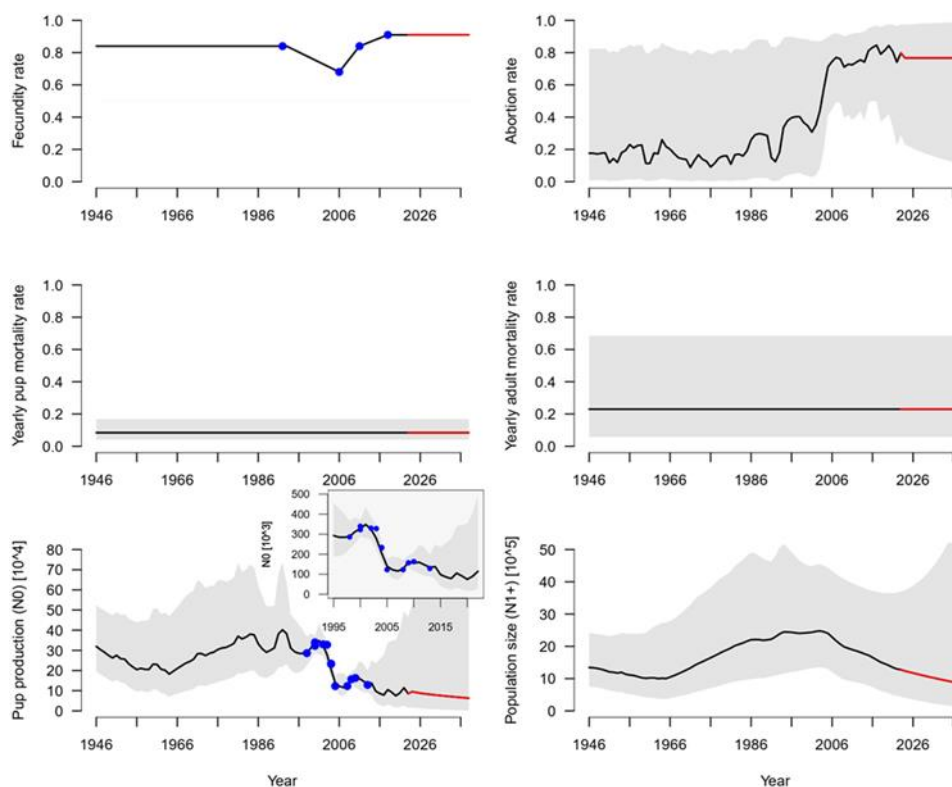 Fecundity rate
1.0
0.8
0.6
0.4
0.2
0.0
1946 1966 1986 2006 2026
Abortion rate
1.0
0.8
0.6
0.4
0.2
0.0
1946 1966 1986 2006 2026
Yearly pup mortality rate
1.0
0.8
0.6
0.4
0.2
0.0
1946 1966 1986 2006 2026
Yearly adult mortality rate
1.0
0.8
0.6
0.4
0.2
0.0
1946 1966 1986 2006 2026
Pup production (N0) [10^4]
80
70
60
50
40
30
20
10
0
1946 1966 1986 2006 2026
Year
N0 [10^3]
500
400
300
200
100
0
1995 2005 2015
Population size (N1+) [10^5]
50
40
30
20
10
0
1946 1966 1986 2006 2026
Year